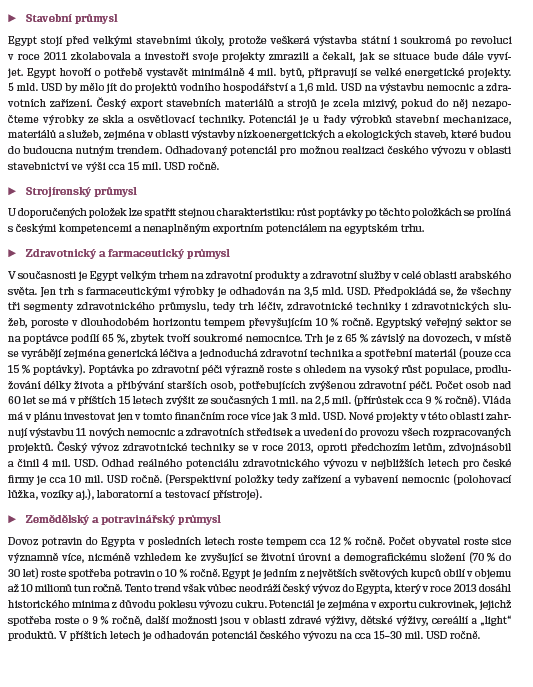 ► Stavební průmysl
Egypt stojí před velkými stavebními úkoly, protože veškerá výstavba státní i soukromá po revoluci
v roce 2011 zkolabovala a investoři svoje projekty zmrazili a čekali, jak se situace bude dále vyví-
jet. Egypt hovoří o potřebě vystavět minimálně 4 mil. bytů, připravují se velké energetické projekty.
5 mld. USD by mělo jít do projektů vodního hospodářství a 1,6 mld. USD na výstavbu nemocnic a zdra-
votních zařízení. Český export stavebních materiálů a strojů je zcela mizivý, pokud do něj nezapo-
čteme výrobky ze skla a osvětlovací techniky. Potenciál je u řady výrobků stavební mechanizace,
materiálů a služeb, zejména v oblasti výstavby nízkoenergetických a ekologických staveb, které budou
do budoucna nutným trendem. Odhadovaný potenciál pro možnou realizaci českého vývozu v oblasti
stavebnictví ve výši cca 15 mil. USD ročně.
► Strojírenský průmysl
U doporučených položek lze spatřit stejnou charakteristiku: růst poptávky po těchto položkách se prolíná
s českými kompetencemi a nenaplněným exportním potenciálem na egyptském trhu.
► Zdravotnický a farmaceutický průmysl
V současnosti je Egypt velkým trhem na zdravotní produkty a zdravotní služby v celé oblasti arabského
světa. Jen trh s farmaceutickými výrobky je odhadován na 3,5 mld. USD. Předpokládá se, že všechny
tři segmenty zdravotnického průmyslu, tedy trh léčiv, zdravotnické techniky i zdravotnických slu-
žeb, poroste v dlouhodobém horizontu tempem převyšujícím 10 % ročně. Egyptský veřejný sektor se
na poptávce podílí 65 %, zbytek tvoří soukromé nemocnice. Trh je z 65 % závislý na dovozech, v místě
se vyrábějí zejména generická léčiva a jednoduchá zdravotní technika a spotřební materiál (pouze cca
15 % poptávky). Poptávka po zdravotní péči výrazně roste s ohledem na vysoký růst populace, prodlu-
žování délky života a přibývání starších osob, potřebujících zvýšenou zdravotní péči. Počet osob nad
60 let se má v příštích 15 letech zvýšit ze současných 1 mil. na 2,5 mil. (přírůstek cca 9 % ročně). Vláda
má v plánu investovat jen v tomto finančním roce více jak 3 mld. USD. Nové projekty v této oblasti zahr-
nují výstavbu 11 nových nemocnic a zdravotních středisek a uvedení do provozu všech rozpracovaných
projektů. Český vývoz zdravotnické techniky se v roce 2013, oproti předchozím letům, zdvojnásobil
a činil 4 mil. USD. Odhad reálného potenciálu zdravotnického vývozu v nejbližších letech pro české
firmy je cca 10 mil. USD ročně. (Perspektivní položky tedy zařízení a vybavení nemocnic (polohovací
lůžka, vozíky aj.), laboratorní a testovací přístroje).
► Zemědělský a potravinářský průmysl
Dovoz potravin do Egypta v posledních letech roste tempem cca 12 % ročně. Počet obyvatel roste sice
významně více, nicméně vzhledem ke zvyšující se životní úrovni a demografickému složení (70 % do
30 let) roste spotřeba potravin o 10 % ročně. Egypt je jedním z největších světových kupců obilí v objemu
až 10 milionů tun ročně. Tento trend však vůbec neodráží český vývoz do Egypta, který v roce 2013 dosáhl
historického minima z důvodu poklesu vývozu cukru. Potenciál je zejména v exportu cukrovinek, jejichž
spotřeba roste o 9 % ročně, další možnosti jsou v oblasti zdravé výživy, dětské výživy, cereálií a „light“
produktů. V příštích letech je odhadován potenciál českého vývozu na cca 15–30 mil. USD ročně.